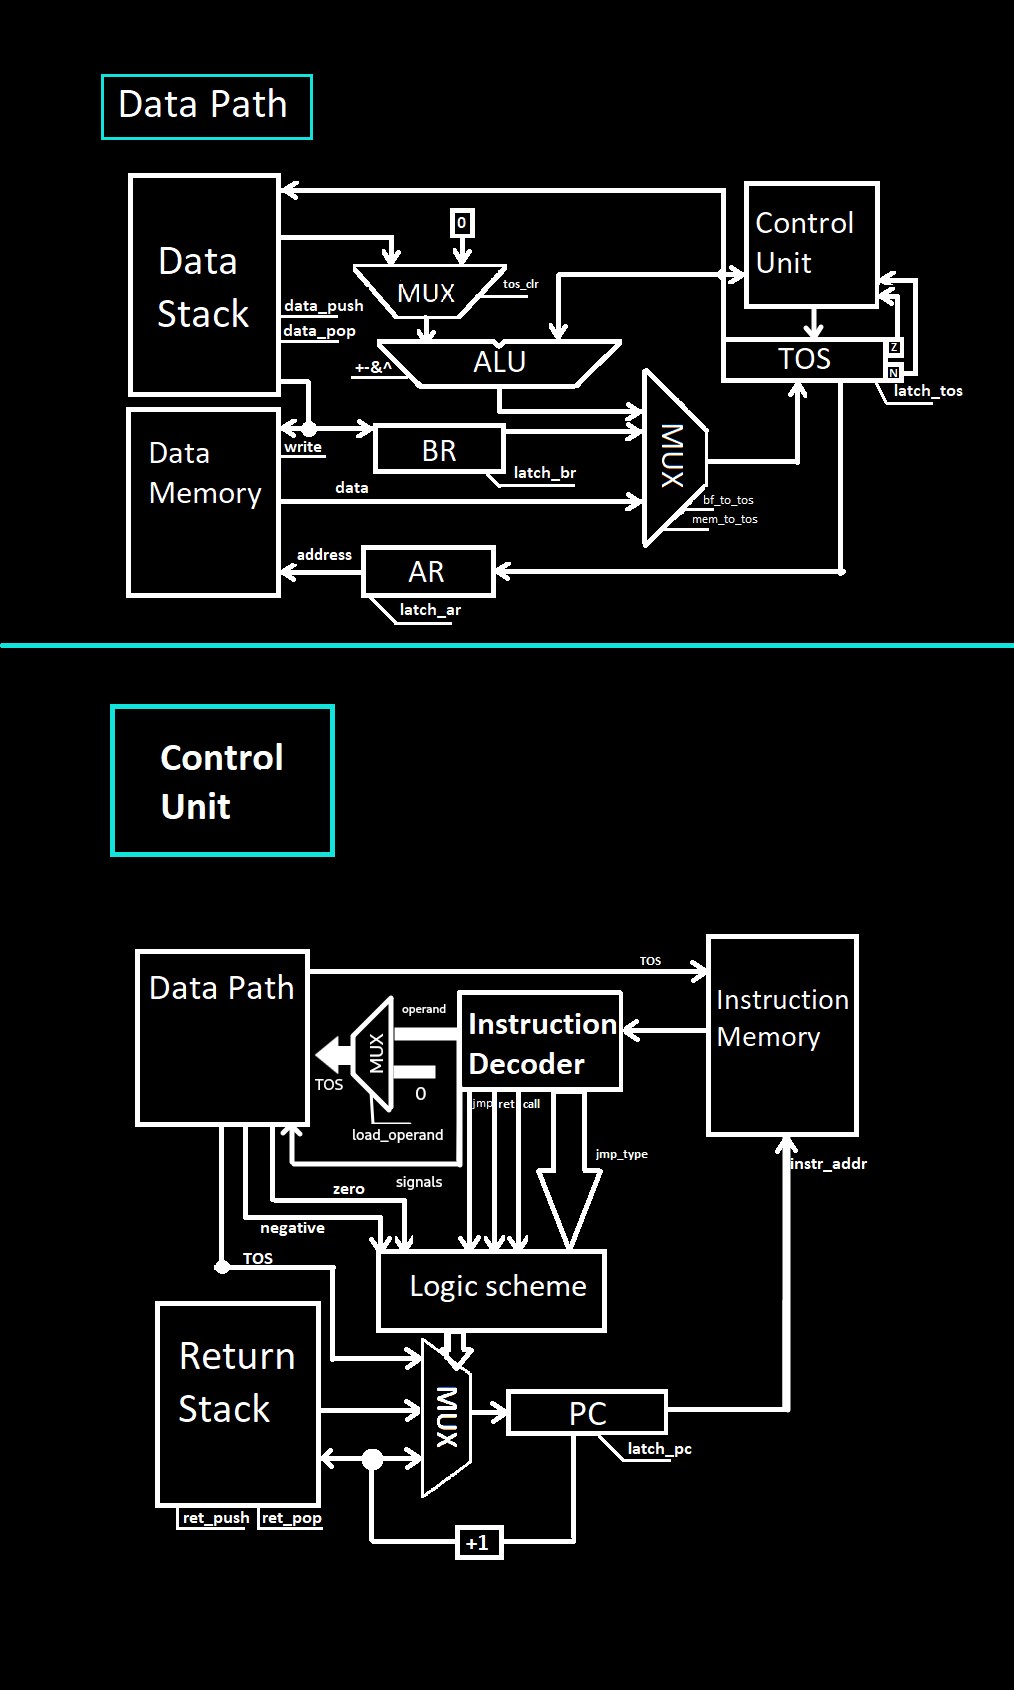 Data Path
Data
Stack
data_push
data_pop
0
MUX
tos_clr
Control
Unit
+-&^
ALU
TOS
Z
N
latch_tos
Data
Memory
write
BR
latch_br
data
MUX
bf_to_tos
mem_to_tos
address
AR
latch_ar
Control
Unit
Data Path
TOS
Instruction
Memory
operand
Instruction
Decoder
MUX
TOS
0
load_operand
jmp ret call
jmp_type
signals
instr_addr
zero
negative
TOS
Logic scheme
Return
Stack
MUX
PC
latch_pc
ret_push ret_pop
+1